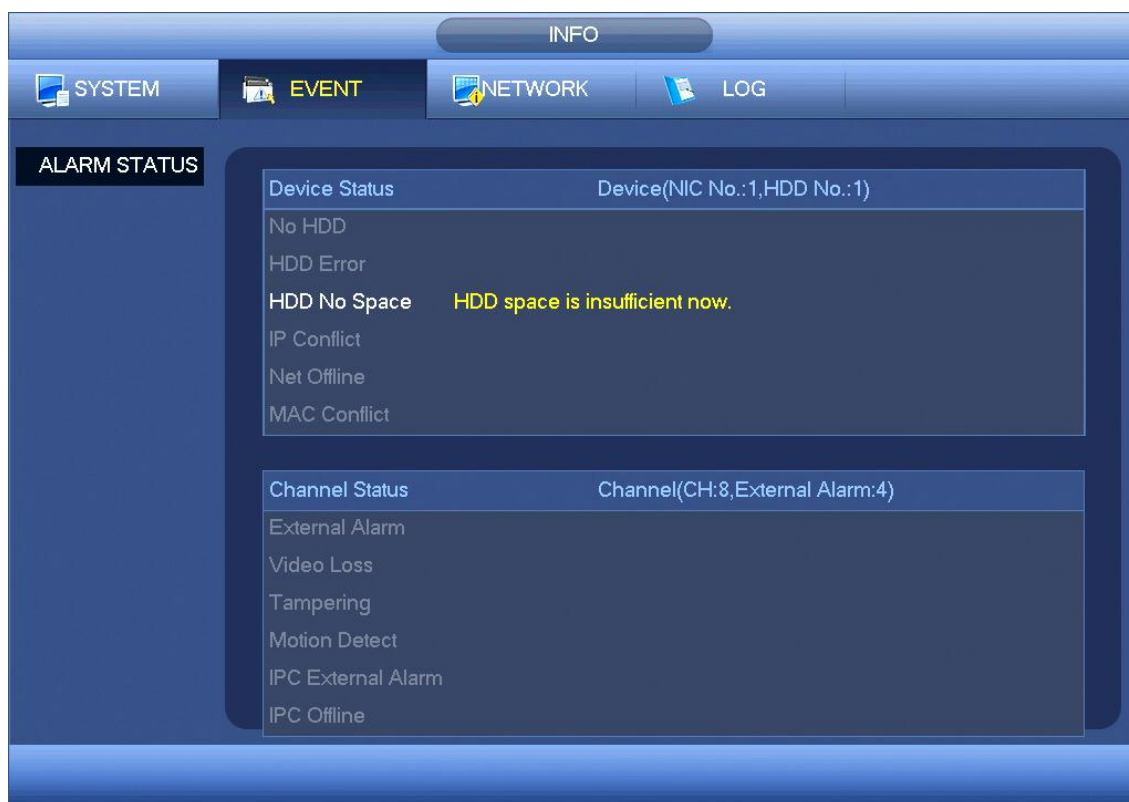 INFO
SYSTEM EVENT NETWORK LOG
ALARM STATUS
Device Status Device(NIC No.:1,HDD No.:1)
No HDD
HDD Error
HDD No Space HDD space is insufficient now.
IP Conflict
Net Offline
MAC Conflict
Channel Status Channel(CH:8,External Alarm:4)
External Alarm
Video Loss
Tampering
Motion Detect
IPC External Alarm
IPC Offline